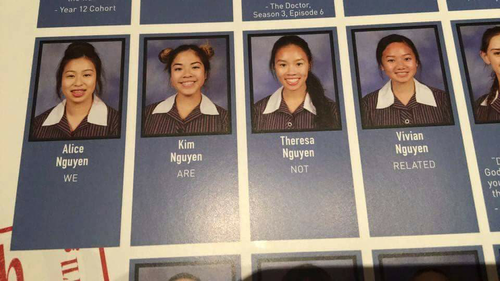 - Year 12 Cohort
- The Doctor,
Season 3, Episode 6
Alice
Nguyen
WE
Kim
Nguyen
ARE
Theresa
Nguyen
NOT
Vivian
Nguyen
RELATED